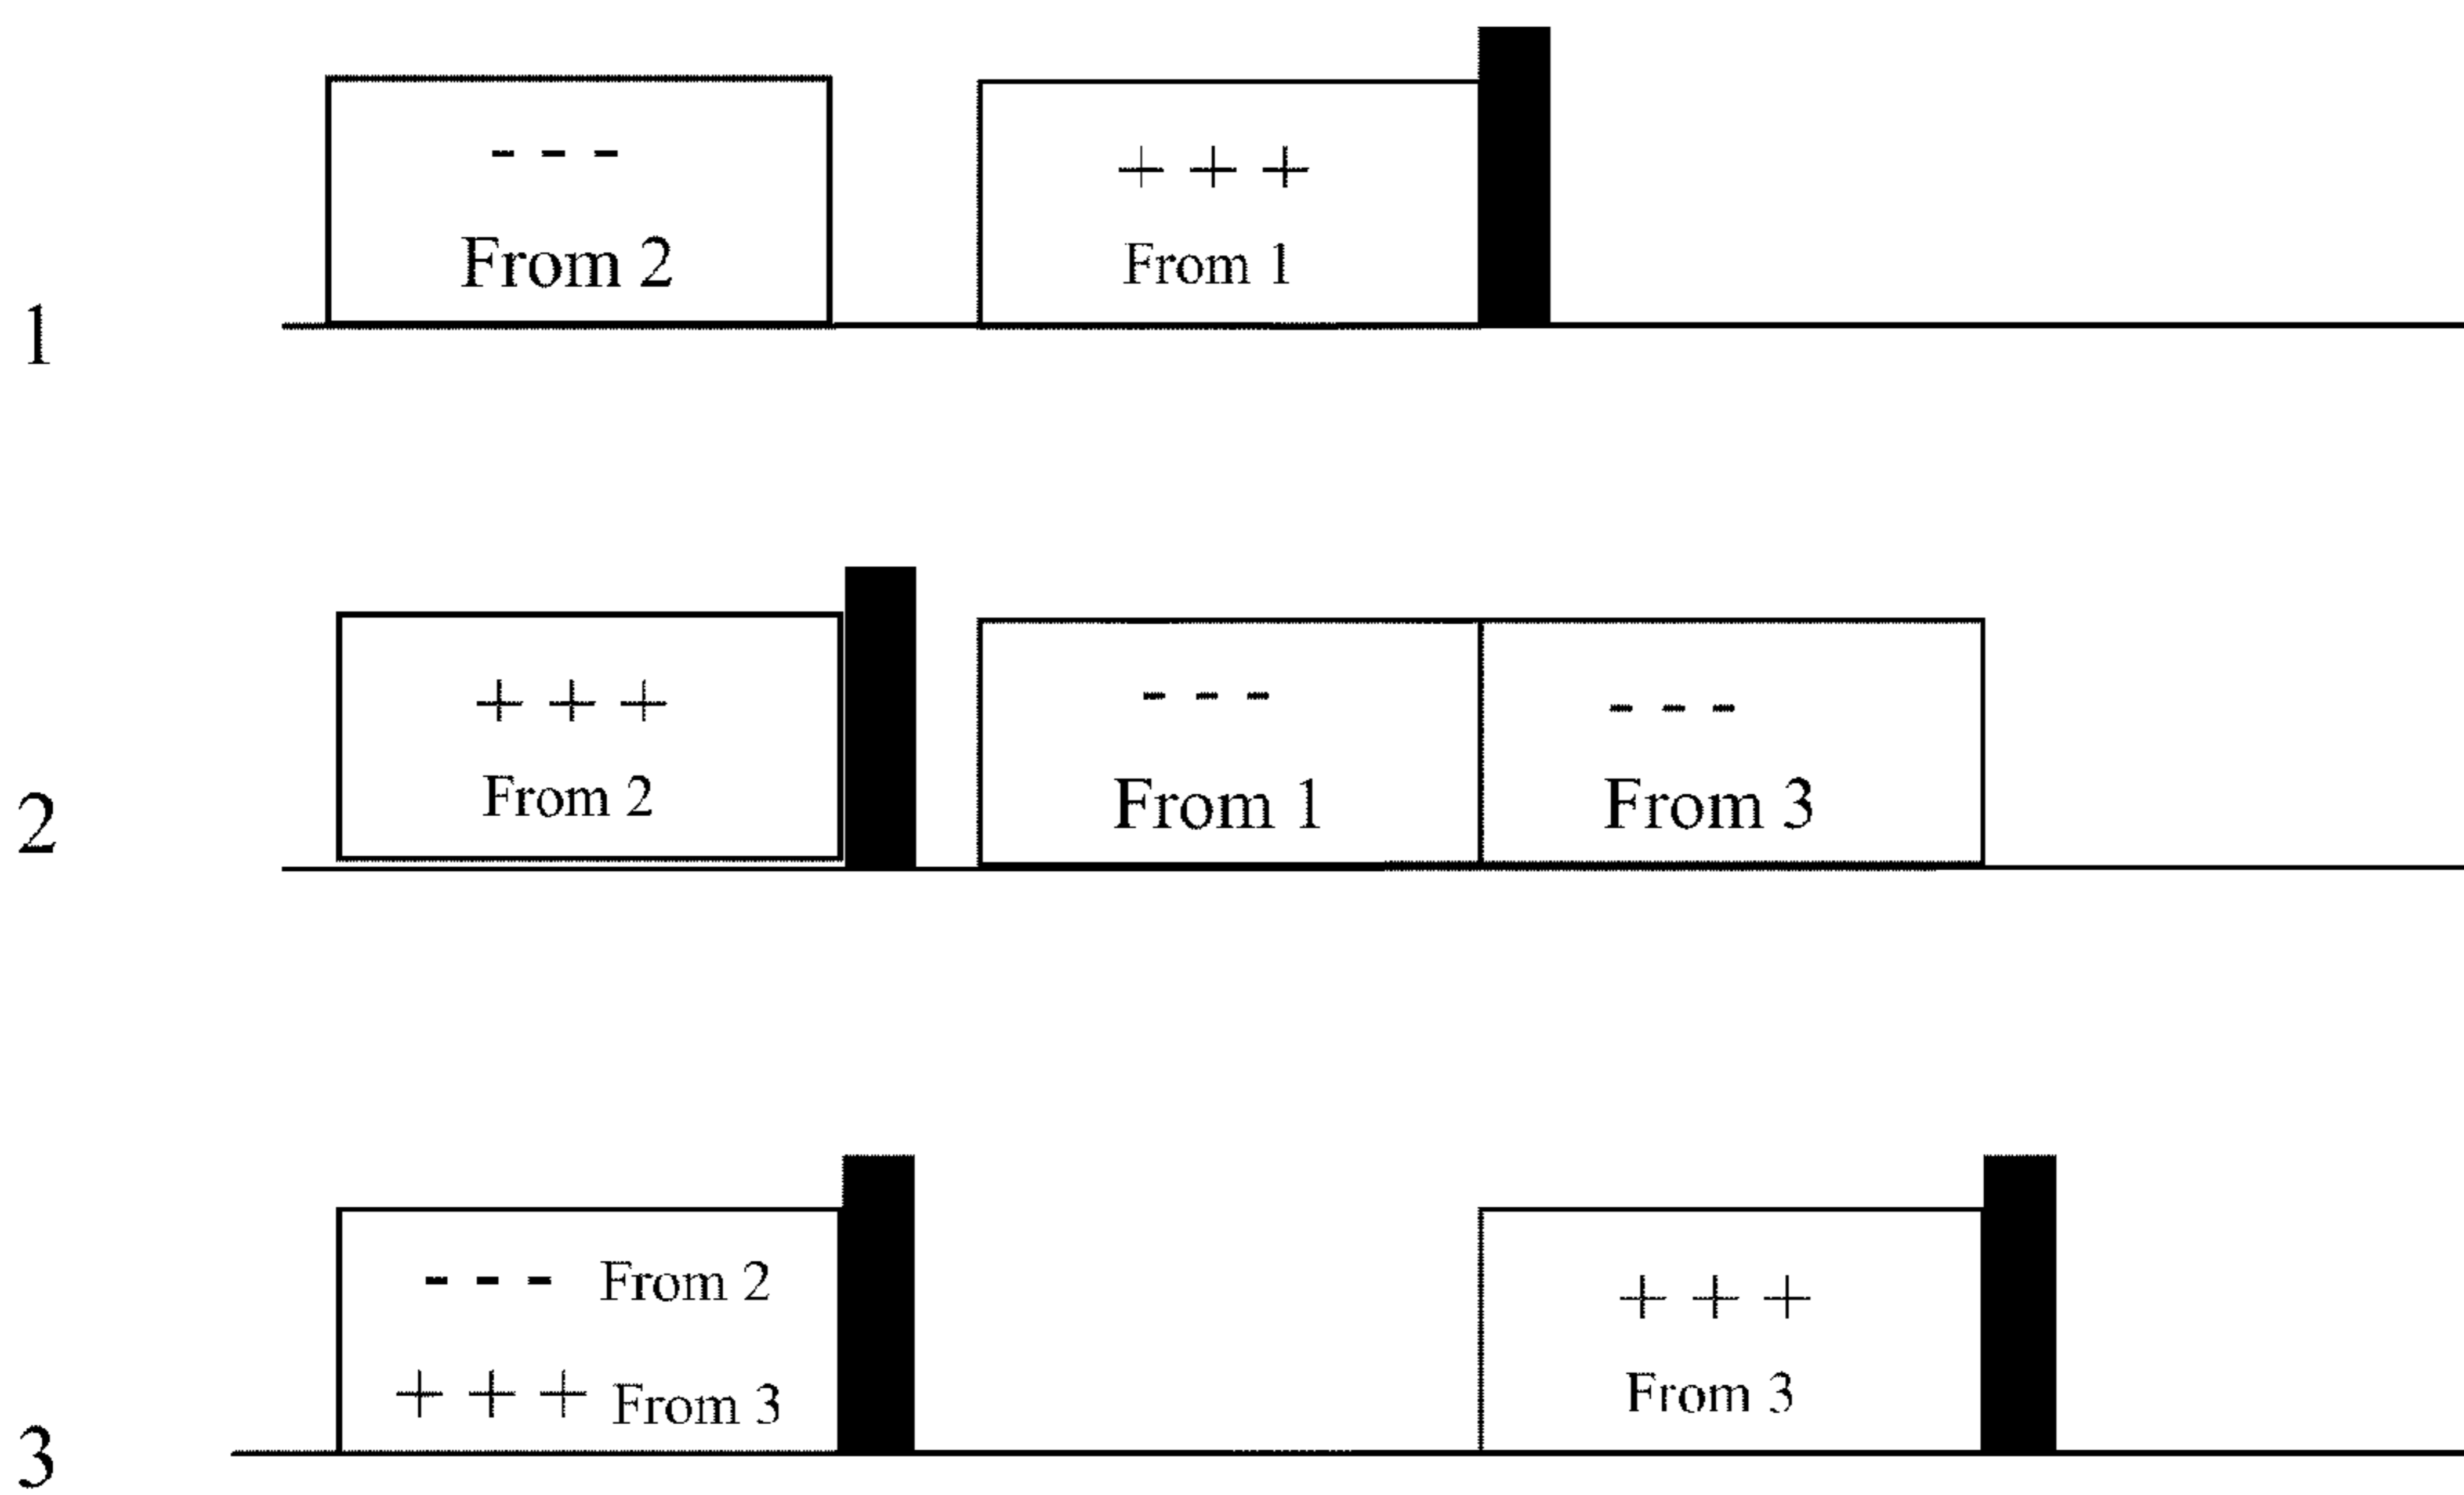 - - - + + +
From 2 From 1
1
+ + + - - - - - -
From 2 From 1 From 3
2
- - - From 2 + + +
+ + + From 3 From 3
3